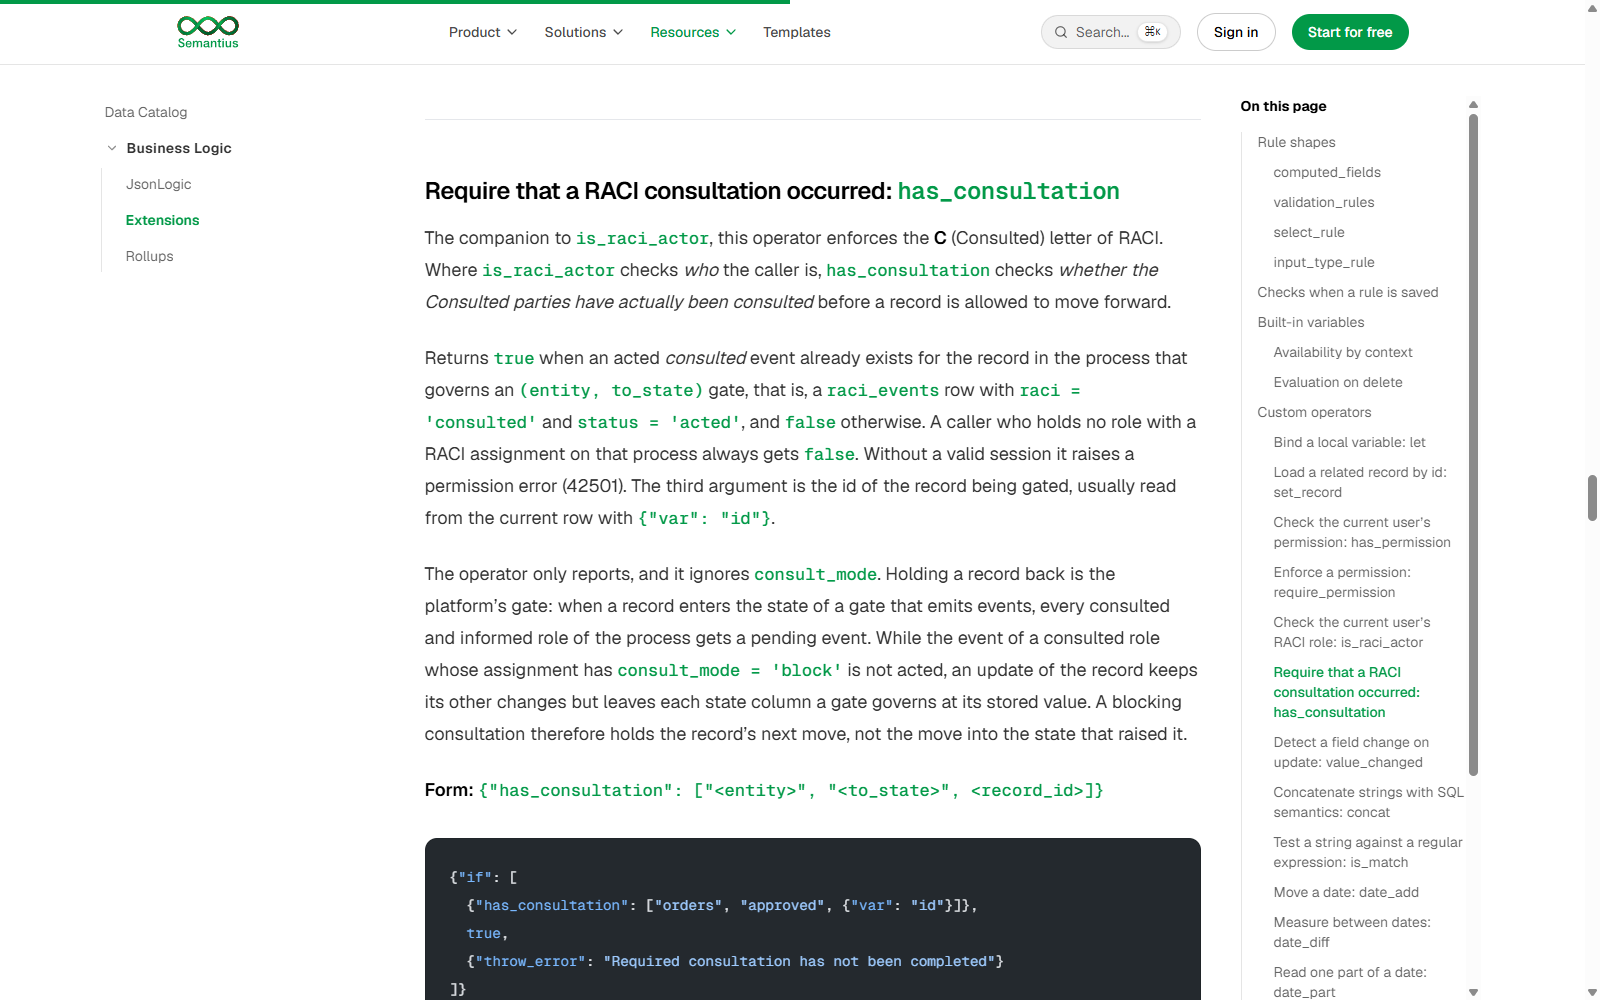 Semantius
Product
Solutions
Resources
Templates
Search... ⌘K
Sign in
Start for free
Data Catalog
Business Logic
JsonLogic
Extensions
Rollups
Require that a RACI consultation occurred: has_consultation
The companion to is_raci_actor, this operator enforces the C (Consulted) letter of RACI.
Where is_raci_actor checks who the caller is, has_consultation checks whether the
Consulted parties have actually been consulted before a record is allowed to move forward.
Returns true when an acted consulted event already exists for the record in the process that
governs an (entity, to_state) gate, that is, a raci_events row with raci =
'consulted' and status = 'acted', and false otherwise. A caller who holds no role with a
RACI assignment on that process always gets false. Without a valid session it raises a
permission error (42501). The third argument is the id of the record being gated, usually read
from the current row with {"var": "id"}.
The operator only reports, and it ignores consult_mode. Holding a record back is the
platform’s gate: when a record enters the state of a gate that emits events, every consulted
and informed role of the process gets a pending event. While the event of a consulted role
whose assignment has consult_mode = 'block' is not acted, an update of the record keeps
its other changes but leaves each state column a gate governs at its stored value. A blocking
consultation therefore holds the record’s next move, not the move into the state that raised it.
Form: {"has_consultation": ["<entity>", "<to_state>", <record_id>]}
{"if": [
  {"has_consultation": ["orders", "approved", {"var": "id"}]},
  true,
  {"throw_error": "Required consultation has not been completed"}
]}
On this page
Rule shapes
computed_fields
validation_rules
select_rule
input_type_rule
Checks when a rule is saved
Built-in variables
Availability by context
Evaluation on delete
Custom operators
Bind a local variable: let
Load a related record by id:
set_record
Check the current user’s
permission: has_permission
Enforce a permission:
require_permission
Check the current user’s
RACI role: is_raci_actor
Require that a RACI
consultation occurred:
has_consultation
Detect a field change on
update: value_changed
Concatenate strings with SQL
semantics: concat
Test a string against a regular
expression: is_match
Move a date: date_add
Measure between dates:
date_diff
Read one part of a date:
date_part